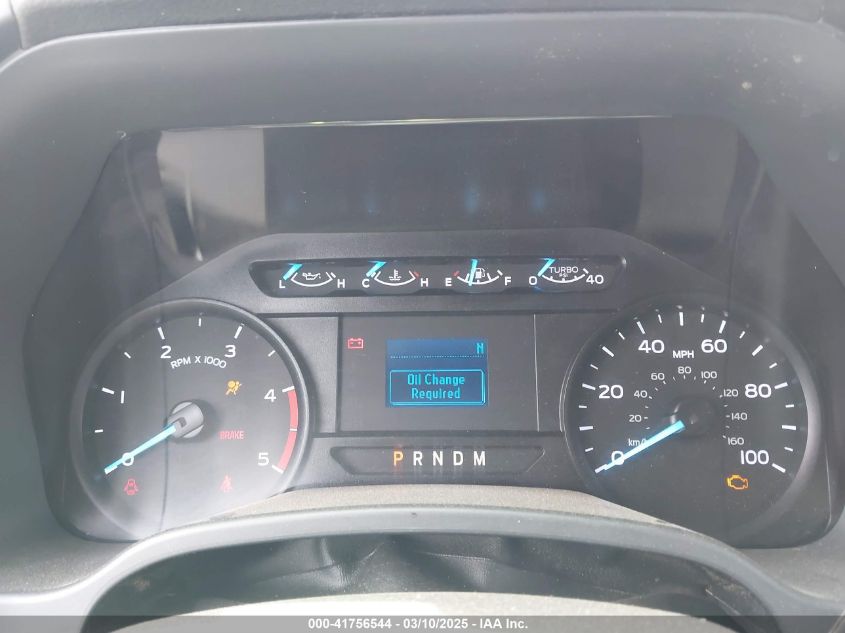 L H C H E F 0 TURBO PSI 40
1 2 3 4 5 0
RPM X 1000
BRAKE
N
Oil Change
Required
P R N D M
0 20 40 60 80 100
MPH
20 40 60 80 100 120 140 160
km/h
000-41756544 - 03/10/2025 - IAA Inc.